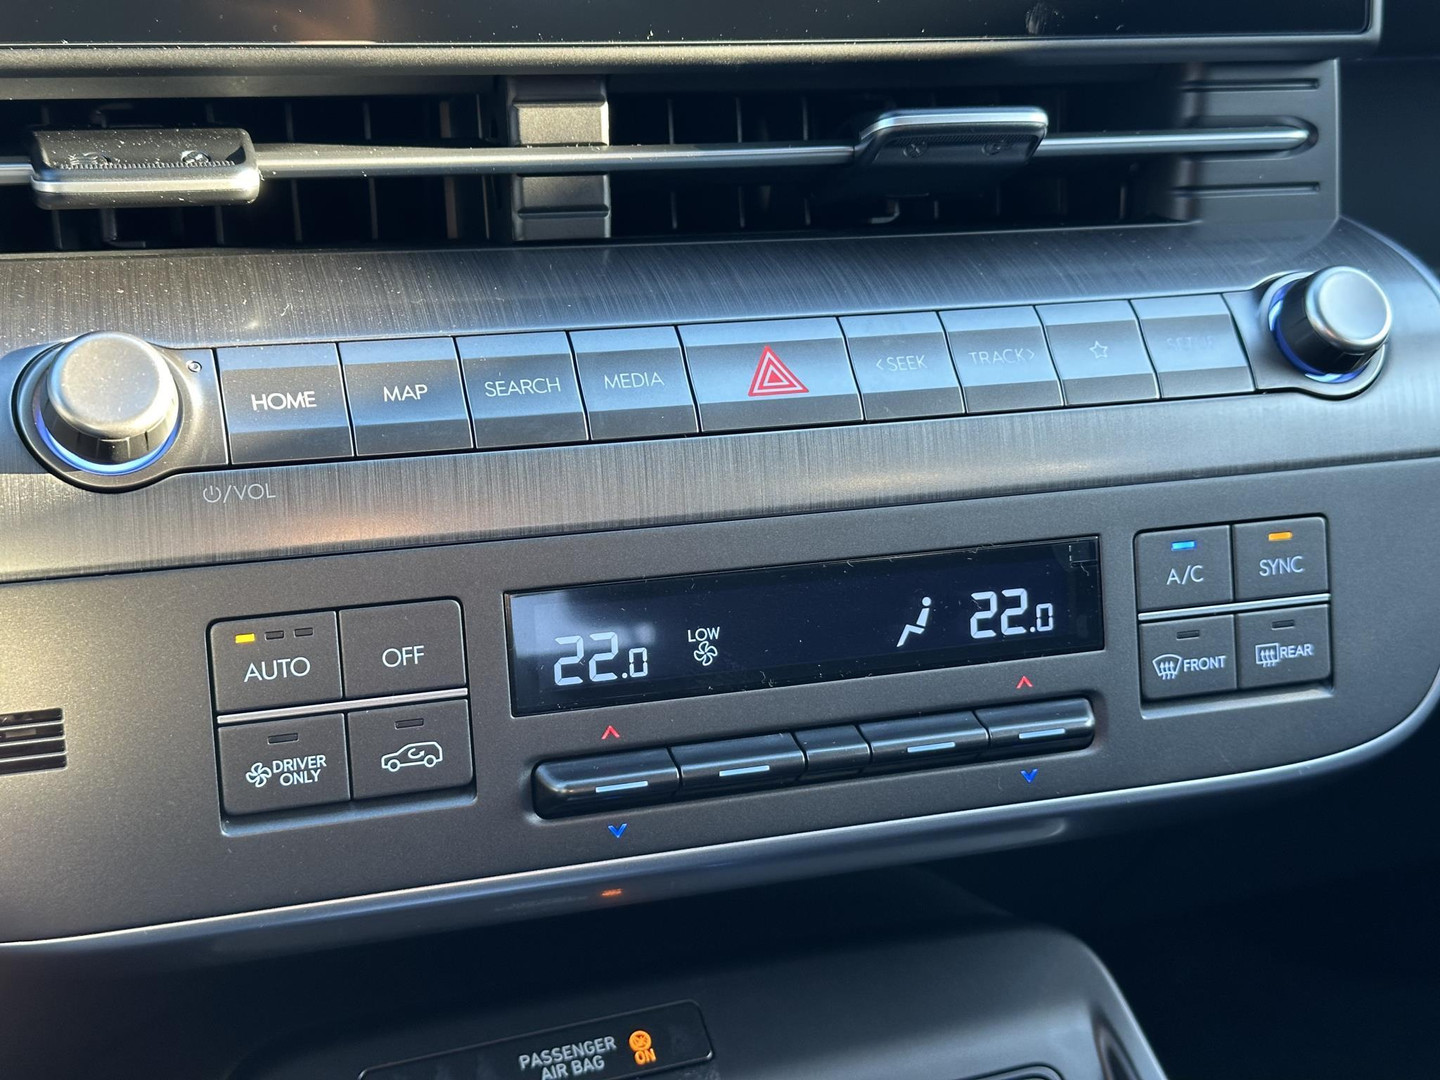 HOME
MAP
SEARCH
MEDIA
<SEEK
TRACK>
SETUP
/VOL
AUTO
OFF
DRIVER
ONLY
22.0
LOW
22.0
A/C
SYNC
FRONT
REAR
PASSENGER
AIR BAG
ON